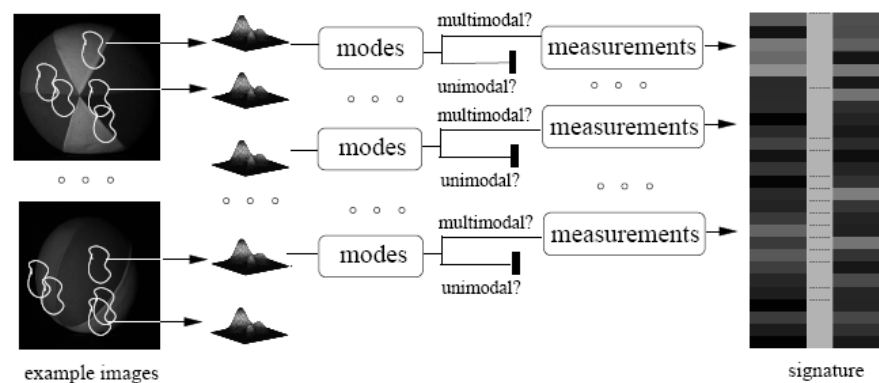 multimodal?
modes
measurements
unimodal?
multimodal?
measurements
modes
unimodal?
multimodal?
measurements
modes
unimodal?
example images
signature